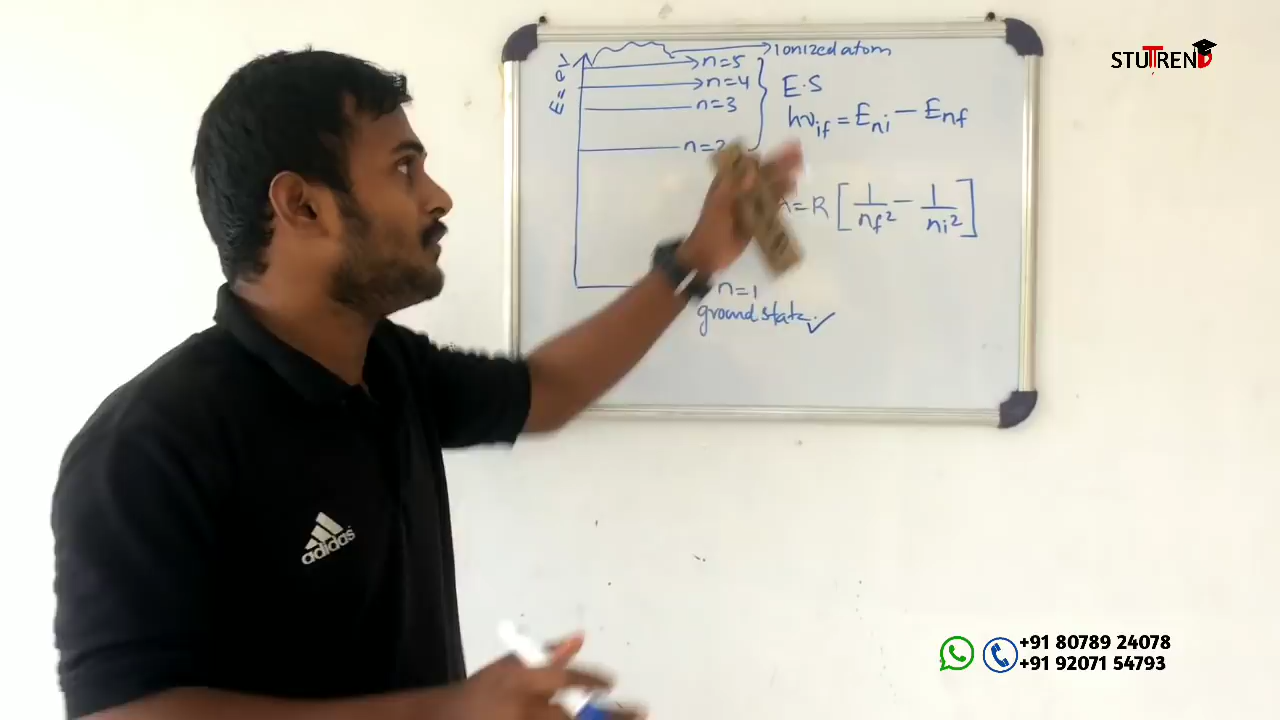 STUTREND
ionized atom
n=5
n=4
n=3
n=2
E.S
hν_if = E_ni − E_nf
= R [1/nf² − 1/ni²]
n=1
ground state ✓
adidas
+91 80789 24078
+91 92071 54793